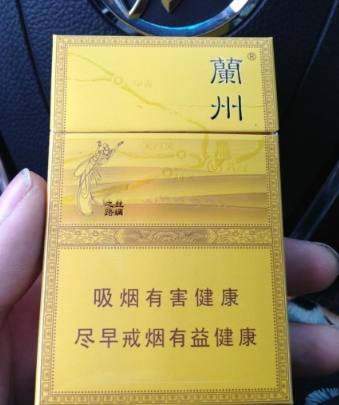 蘭州®
丝绸之路
吸烟有害健康
尽早戒烟有益健康